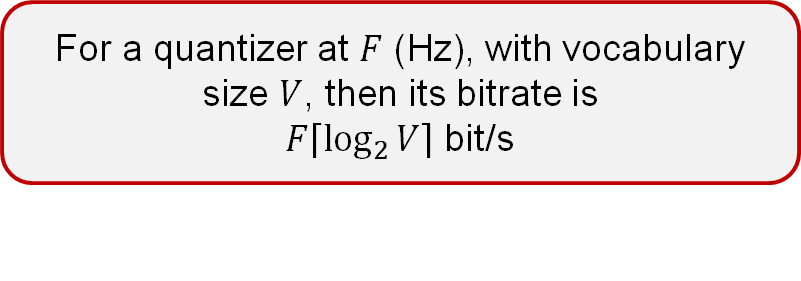 For a quantizer at F (Hz), with vocabulary
size V, then its bitrate is
F⌈log₂ V⌉ bit/s